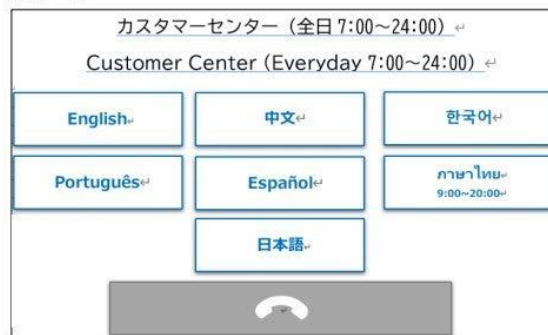 カスタマーセンター（全日 7:00～24:00）
Customer Center (Everyday 7:00～24:00)
English
中文
한국어
Português
Español
ภาษาไทย
9:00~20:00
日本語